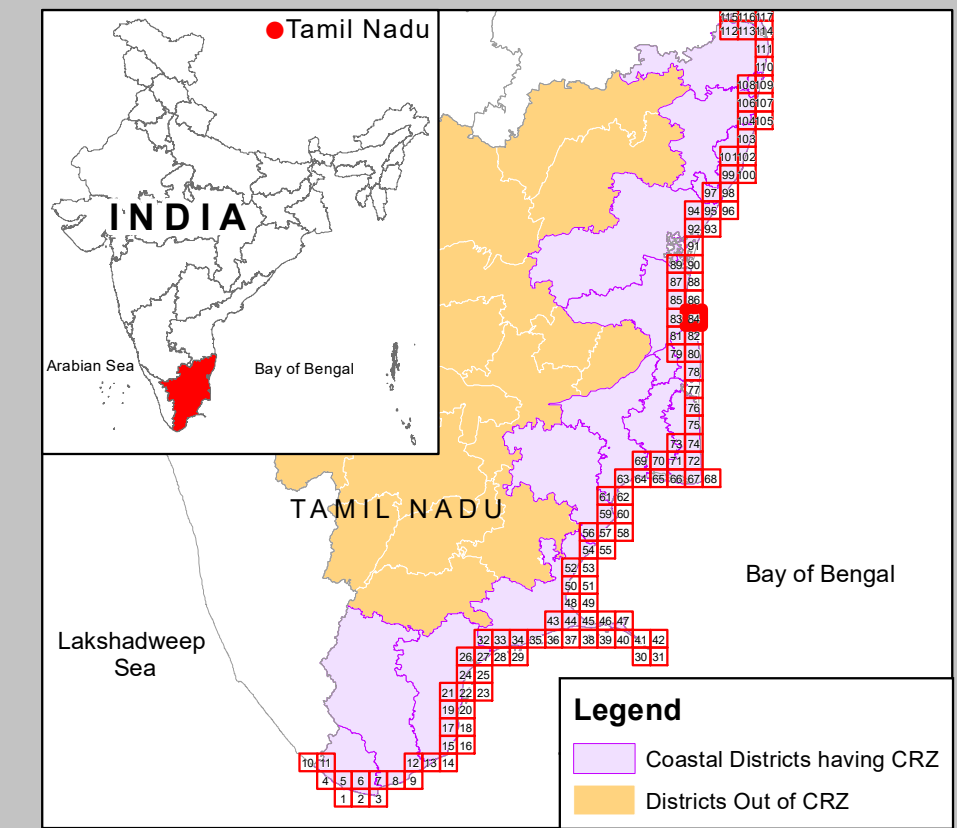 Tamil Nadu
INDIA
Arabian Sea
Bay of Bengal
115 116 117
112 113 114
111
110
108 109
106 107
104 105
103
101 102
99 100
97 98
94 95 96
92 93
91
89 90
87 88
85 86
83 84
81 82
79 80
78
77
76
75
73 74
69 70 71 72
63 64 65 66 67 68
61 62
59 60
56 57 58
54 55
52 53
50 51
48 49
43 44 45 46 47
32 33 34 35 36 37 38 39 40 41 42
26 27 28 29 30 31
24 25
21 22 23
19 20
17 18
15 16
10 11 12 13 14
4 5 6 7 8 9
1 2 3
TAMIL NADU
Bay of Bengal
Lakshadweep
Sea
Legend
Coastal Districts having CRZ
Districts Out of CRZ